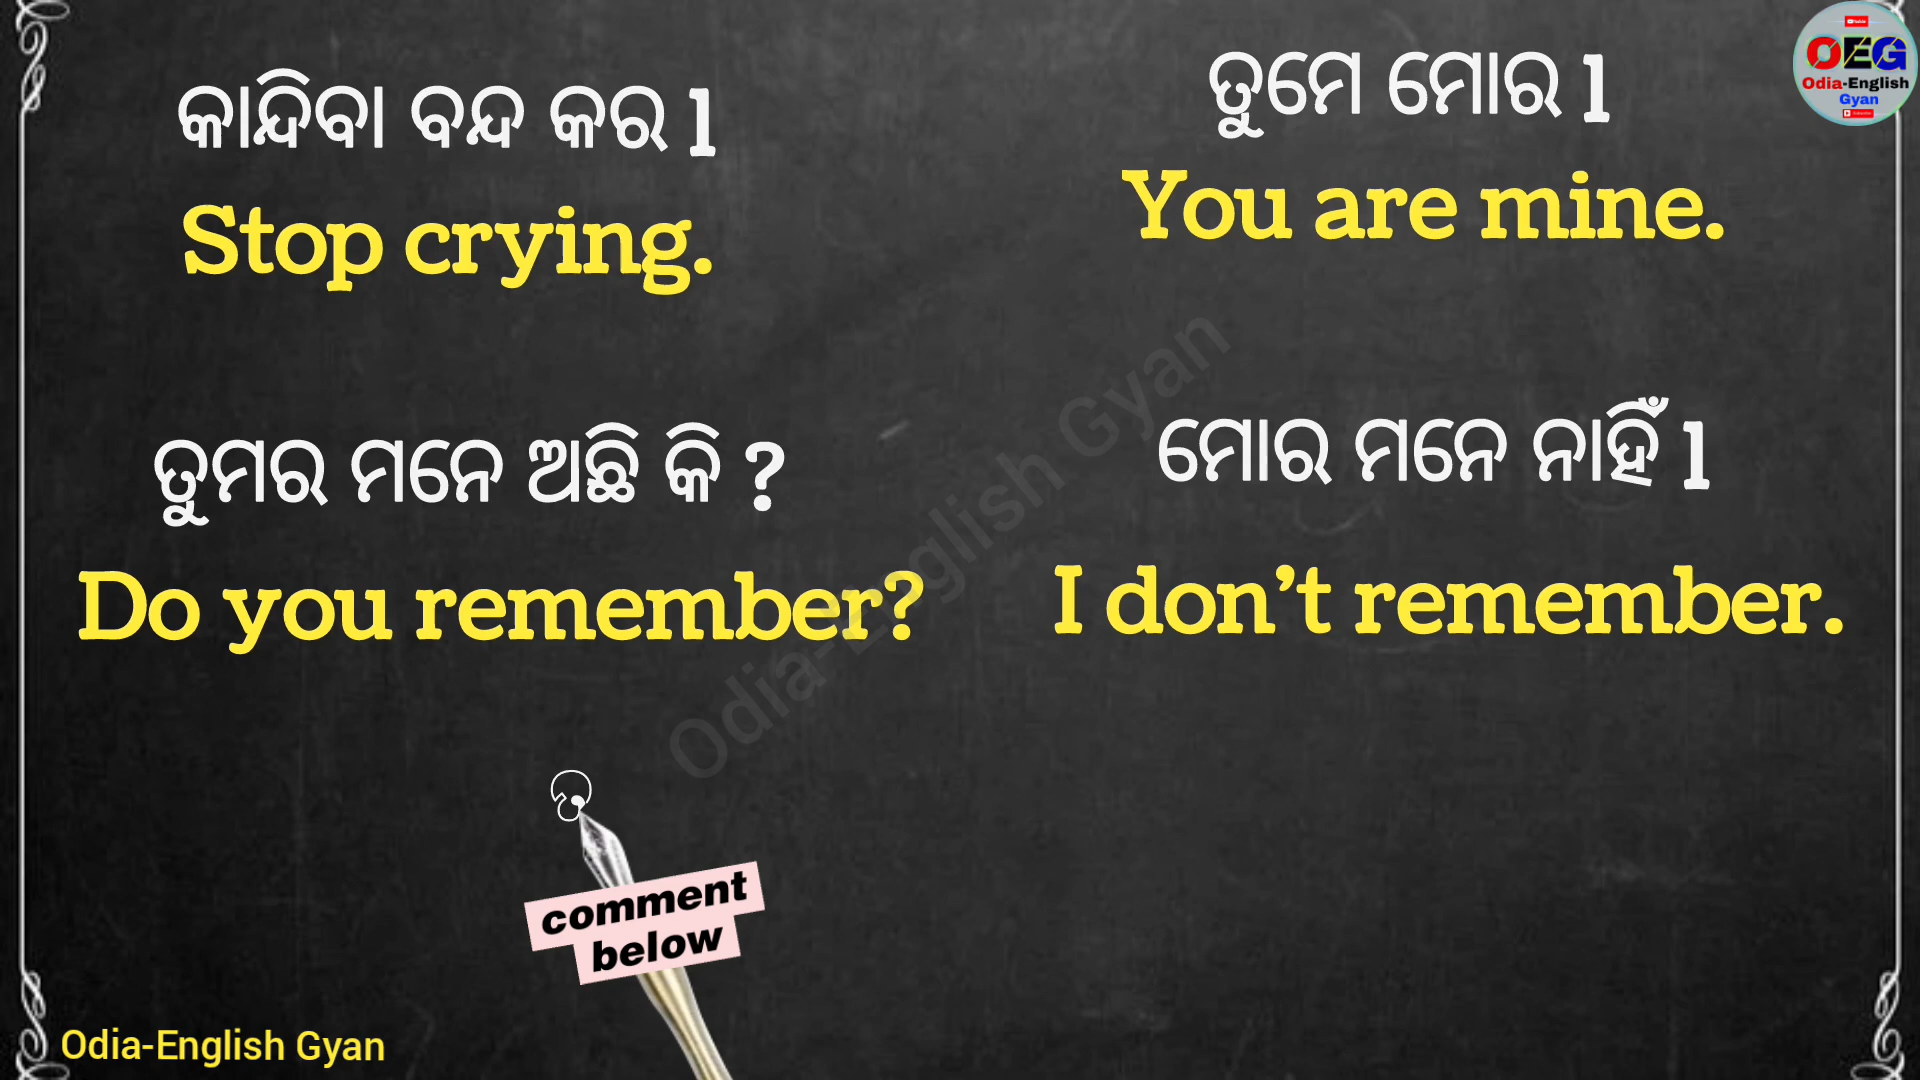 କାନ୍ଦିବା ବନ୍ଦ କର l
Stop crying.
ତୁମେ ମୋର l
You are mine.
ତୁମର ମନେ ଅଛି କି ?
Do you remember?
ମୋର ମନେ ନାହିଁ l
I don't remember.
comment
below
Odia-English Gyan
Odia-English Gyan
OEG
Odia-English
Gyan